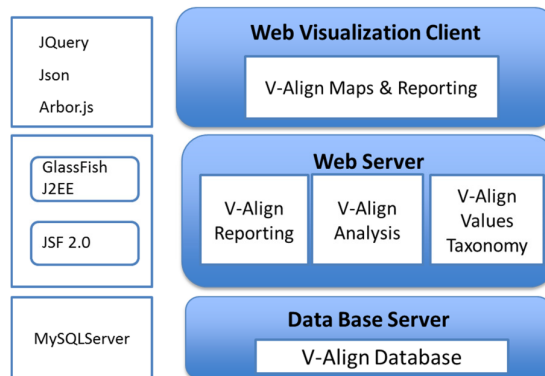 JQuery
Json
Arbor.js
Web Visualization Client
V-Align Maps & Reporting
GlassFish
J2EE
JSF 2.0
Web Server
V-Align
Reporting
V-Align
Analysis
V-Align
Values
Taxonomy
MySQLServer
Data Base Server
V-Align Database